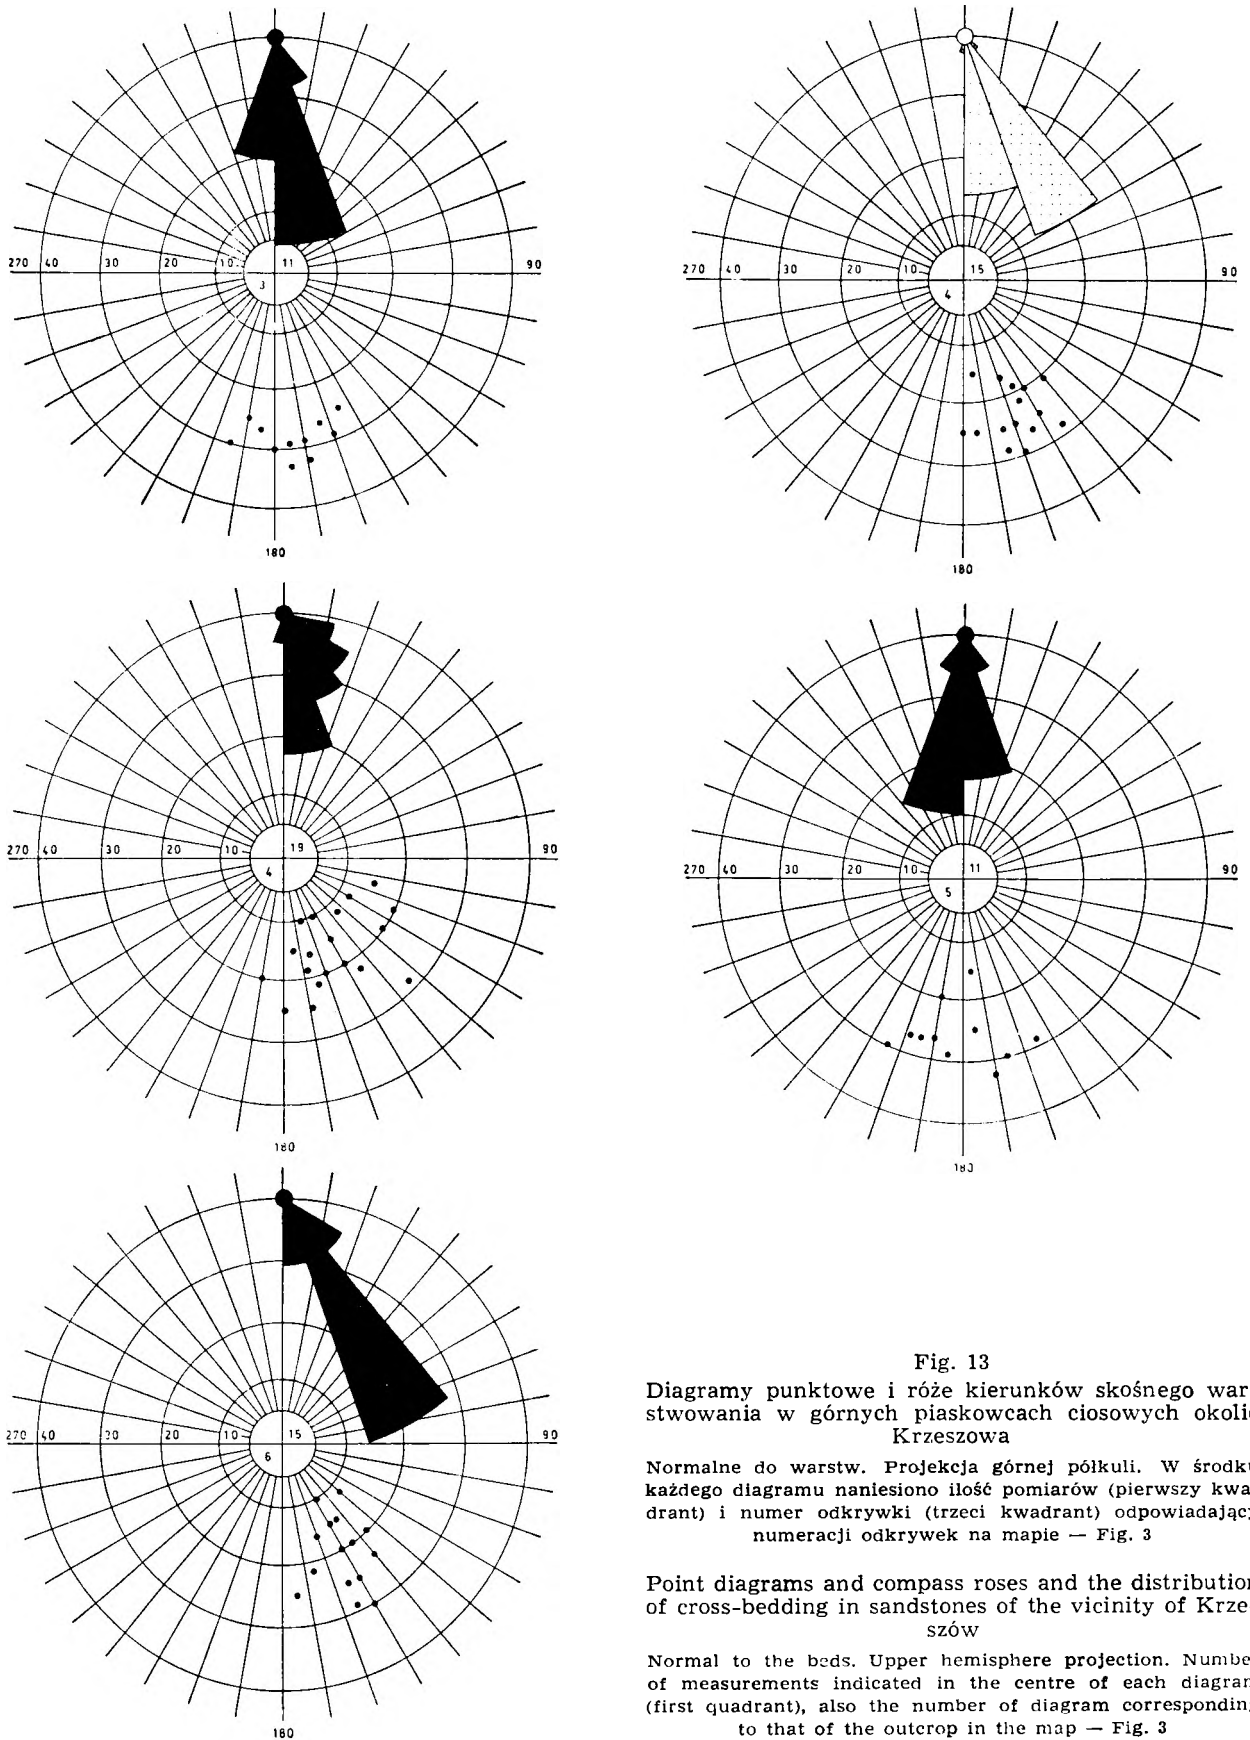 270 40 30 20 10 11 90
3
180
270 40 30 20 10 15 90
4
180
270 40 30 20 10 19 90
4
180
270 40 30 20 10 11 90
5
180
270 40 20 10 15 90
6
180
Fig. 13
Diagramy punktowe i róże kierunków skośnego war
stwowania w górnych piaskowcach ciosowych okolic
Krzeszowa
Normalne do warstw. Projekcja górnej półkuli. W środku
każdego diagramu naniesiono ilość pomiarów (pierwszy kwa
drant) i numer odkrywki (trzeci kwadrant) odpowiadając
numeracji odkrywek na mapie — Fig. 3
Point diagrams and compass roses and the distribution
of cross-bedding in sandstones of the vicinity of Krze
szów
Normal to the beds. Upper hemisphere projection. Numbe
of measurements indicated in the centre of each diagram
(first quadrant), also the number of diagram correspondin
to that of the outcrop in the map — Fig. 3